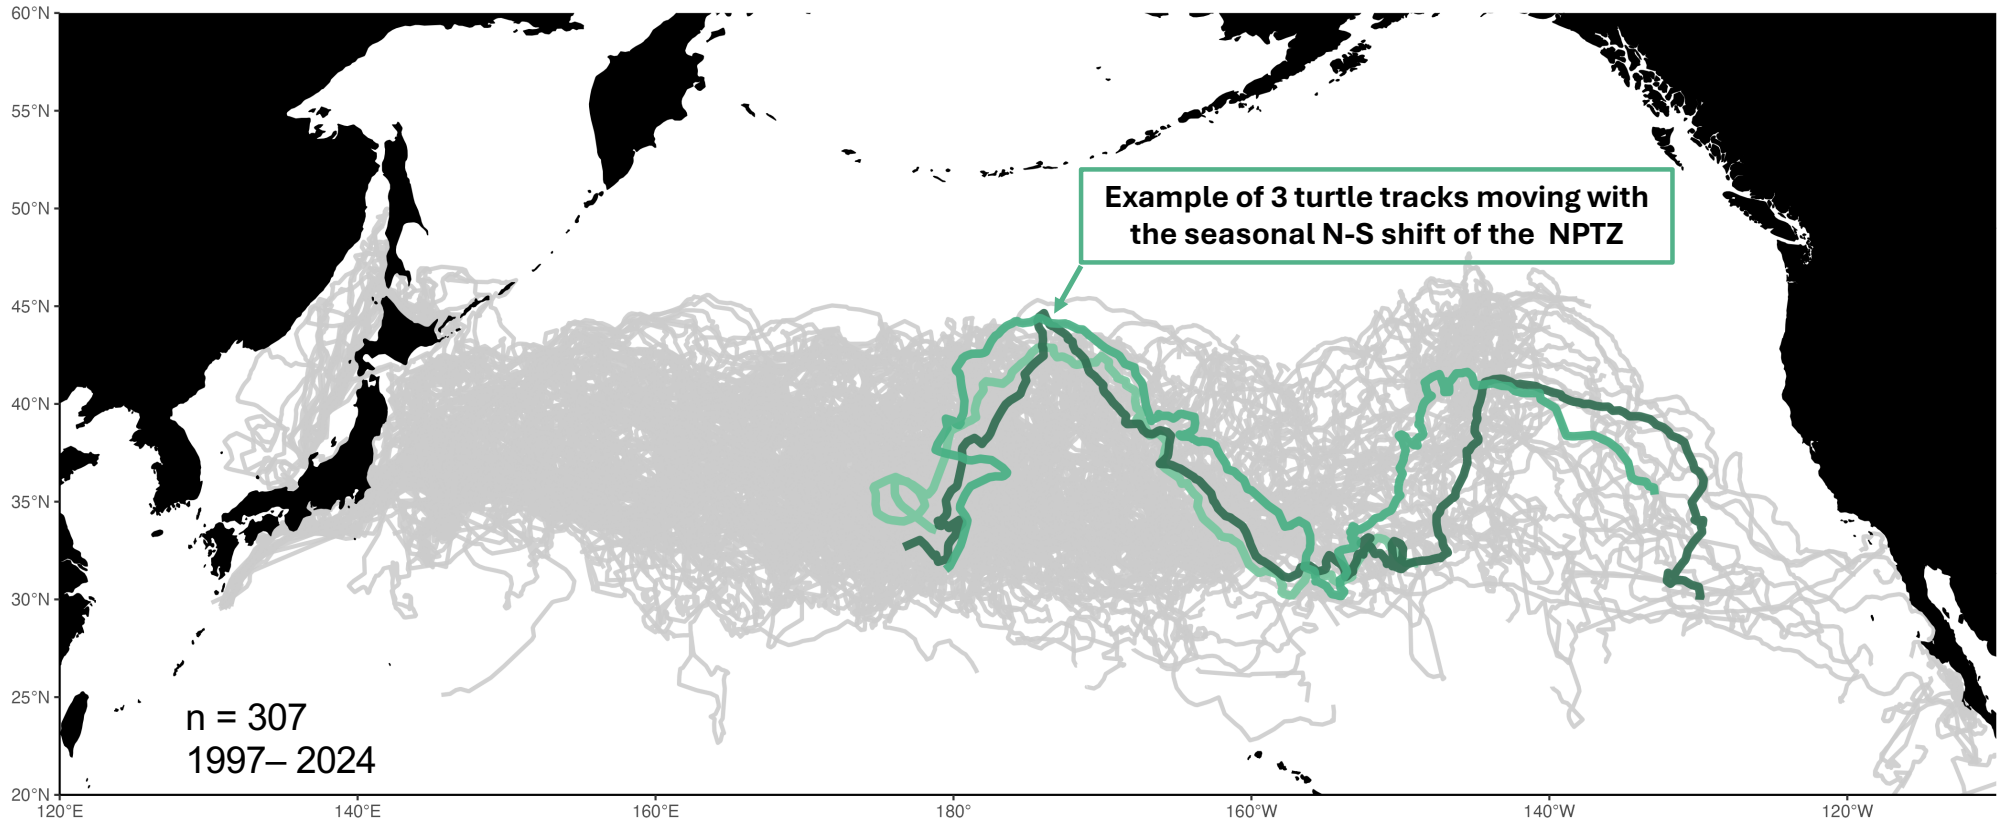 60°N
55°N
50°N
45°N
40°N
35°N
30°N
25°N
20°N
Example of 3 turtle tracks moving with
the seasonal N-S shift of the NPTZ
n = 307
1997– 2024
120°E
140°E
160°E
180°
160°W
140°W
120°W